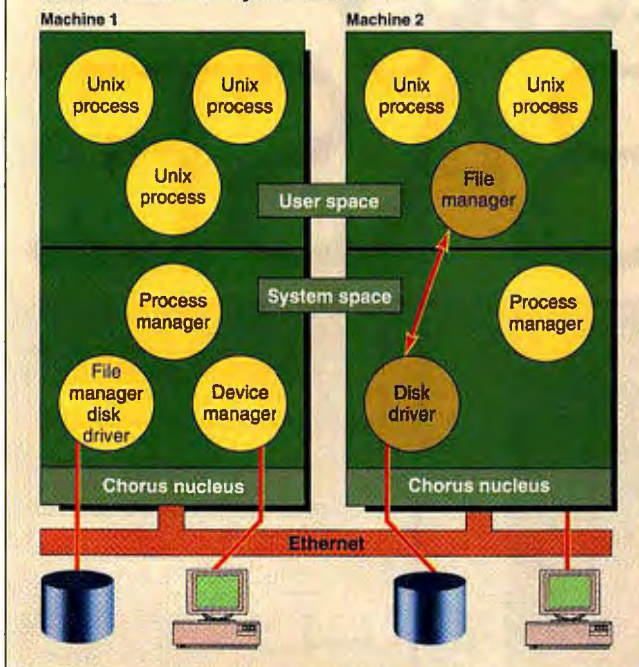 Machine 1
Machine 2
Unix
process
Unix
process
Unix
process
Unix
process
Unix
process
File
manager
User space
System space
Process
manager
File
manager
disk
driver
Device
manager
Process
manager
Disk
driver
Chorus nucleus
Chorus nucleus
Ethernet